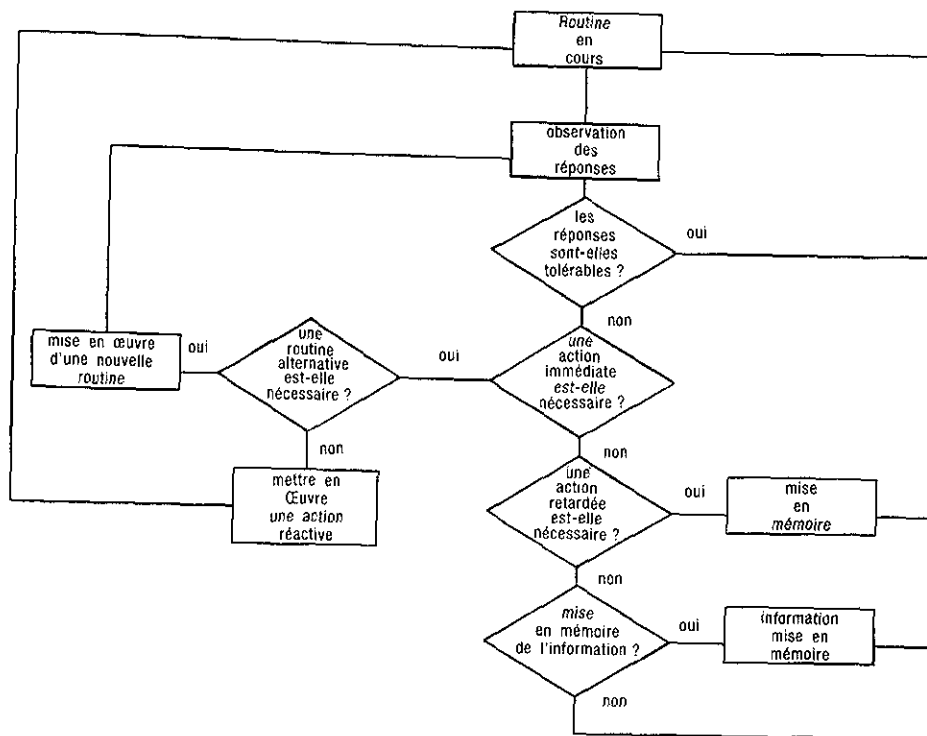 Routine
en
cours
observation
des
réponses
les
réponses
sont-elles
tolérables ?
oui
non
une
action
immédiate
est-elle
nécessaire ?
oui
une
routine
alternative
est-elle
nécessaire ?
oui
mise en œuvre
d'une nouvelle
routine
non
mettre en
Œuvre
une action
réactive
non
une
action
retardée
est-elle
nécessaire ?
oui
mise
en
mémoire
non
mise
en mémoire
de l'information ?
oui
information
mise en
mémoire
non